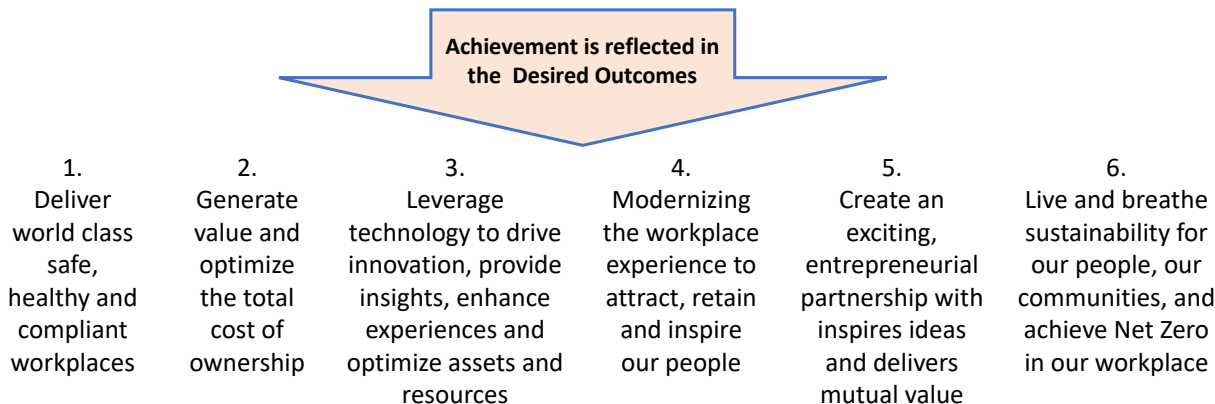 Achievement is reflected in
the Desired Outcomes
1.
Deliver
world class
safe,
healthy and
compliant
workplaces
2.
Generate
value and
optimize
the total
cost of
ownership
3.
Leverage
technology to drive
innovation, provide
insights, enhance
experiences and
optimize assets and
resources
4.
Modernizing
the workplace
experience to
attract, retain
and inspire
our people
5.
Create an
exciting,
entrepreneurial
partnership with
inspires ideas
and delivers
mutual value
6.
Live and breathe
sustainability for
our people, our
communities, and
achieve Net Zero
in our workplace